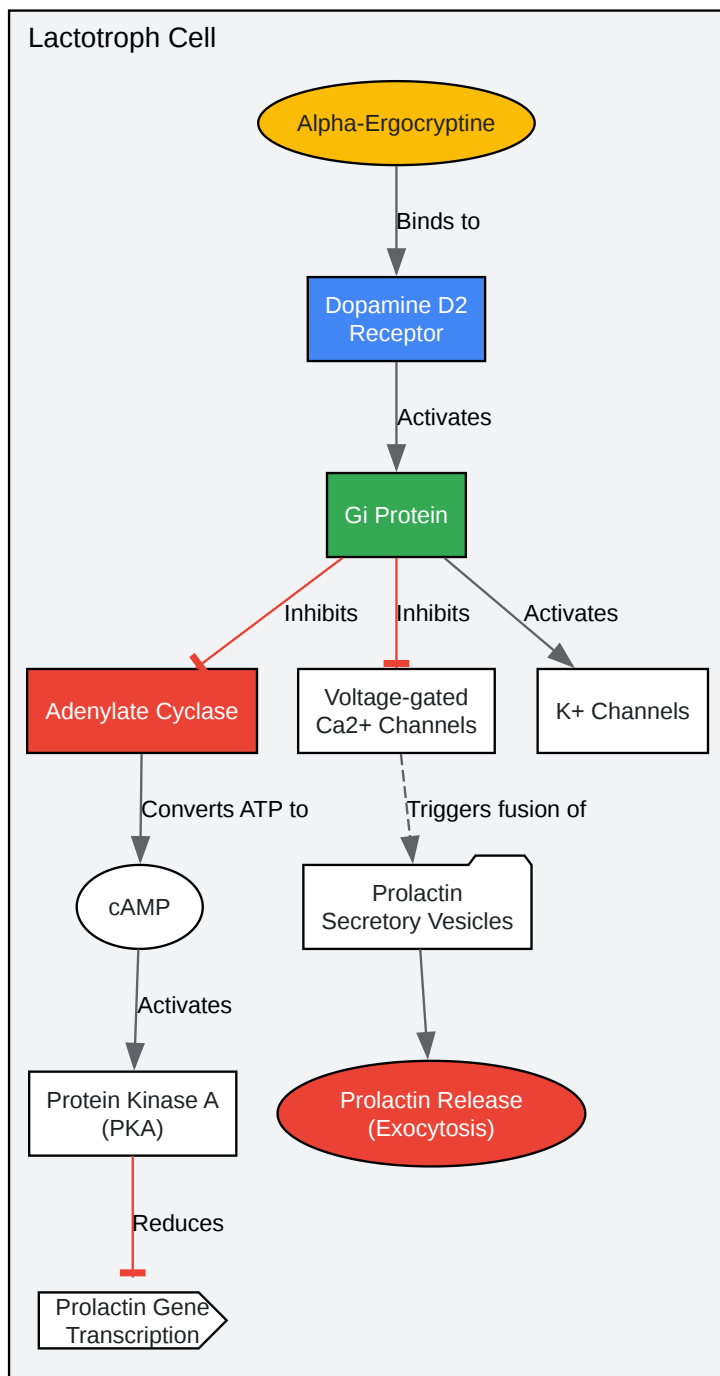 Lactotroph Cell
Alpha-Ergocryptine
Binds to
Dopamine D2
Receptor
Activates
Gi Protein
Inhibits
Inhibits
Activates
Adenylate Cyclase
Voltage-gated
Ca2+ Channels
K+ Channels
Converts ATP to
Triggers fusion of
cAMP
Prolactin
Secretory Vesicles
Activates
Protein Kinase A
(PKA)
Prolactin Release
(Exocytosis)
Reduces
Prolactin Gene
Transcription